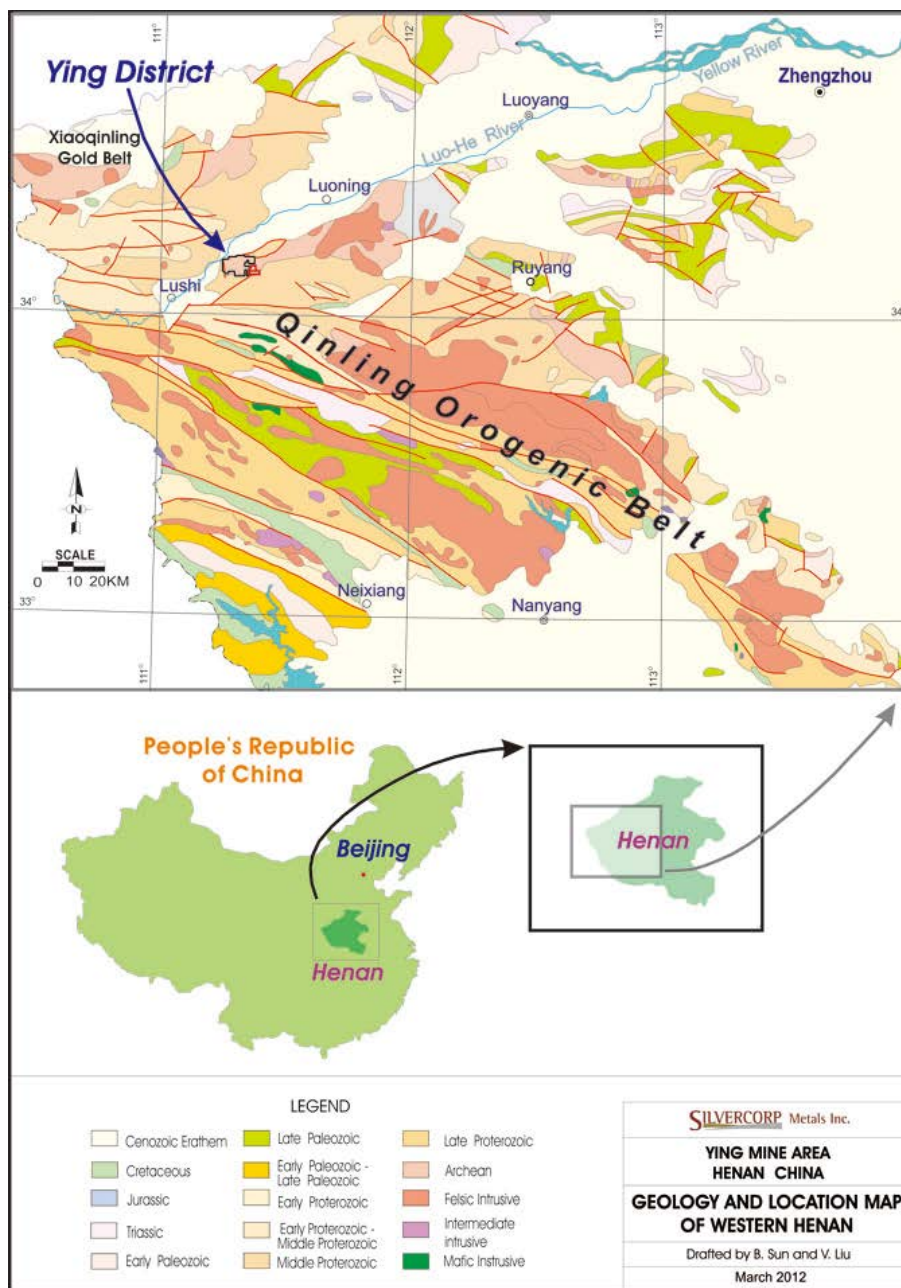 111°
112°
113°
Ying District
Yellow River
Zhengzhou
Xiaoqinling
Gold Belt
Luoyang
Luo-He River
Luoning
Ruyang
Lushi
34°
34
Qinling Orogenic Belt
N
SCALE
0 10 20KM
Neixiang
Nanyang
33°
111°
112°
113°
People's Republic
of China
Beijing
Henan
Henan
LEGEND
Cenozoic Erathem
Cretaceous
Jurassic
Triassic
Early Paleozoic
Late Paleozoic
Early Paleozoic -
Late Paleozoic
Early Proterozoic
Early Proterozoic -
Middle Proterozoic
Middle Proterozoic
Late Proterozoic
Archean
Felsic Intrusive
Intermediate
intrusive
Mafic Instrusive
SILVERCORP Metals Inc.
YING MINE AREA
HENAN CHINA
GEOLOGY AND LOCATION MAP
OF WESTERN HENAN
Drafted by B. Sun and V. Liu
March 2012